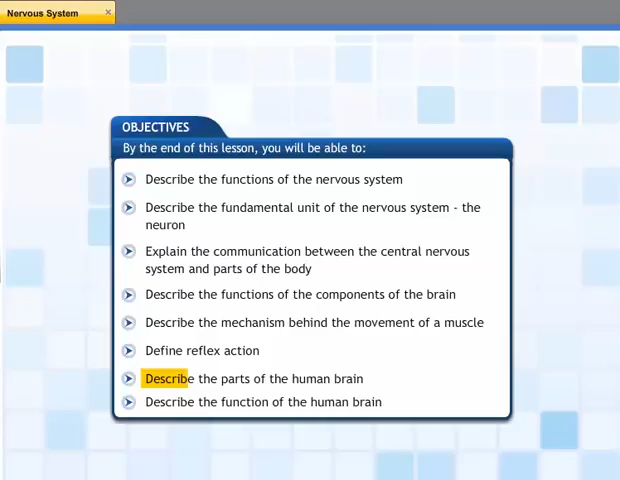 Nervous System
OBJECTIVES
By the end of this lesson, you will be able to:
Describe the functions of the nervous system
Describe the fundamental unit of the nervous system - the
neuron
Explain the communication between the central nervous
system and parts of the body
Describe the functions of the components of the brain
Describe the mechanism behind the movement of a muscle
Define reflex action
Describe the parts of the human brain
Describe the function of the human brain